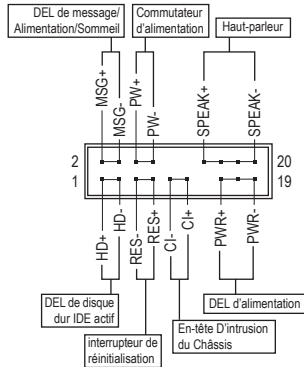 DEL de message/
Alimentation/Sommeil
Commutateur
d'alimentation
Haut-parleur
MSG+
MSG-
PW+
PW-
SPEAK+
SPEAK-
2
20
1
19
HD+
HD-
RES-
RES+
CI-
CI+
PWR+
PWR-
DEL de disque
dur IDE actif
DEL d'alimentation
interrupteur de
réinitialisation
En-tête D'intrusion
du Châssis